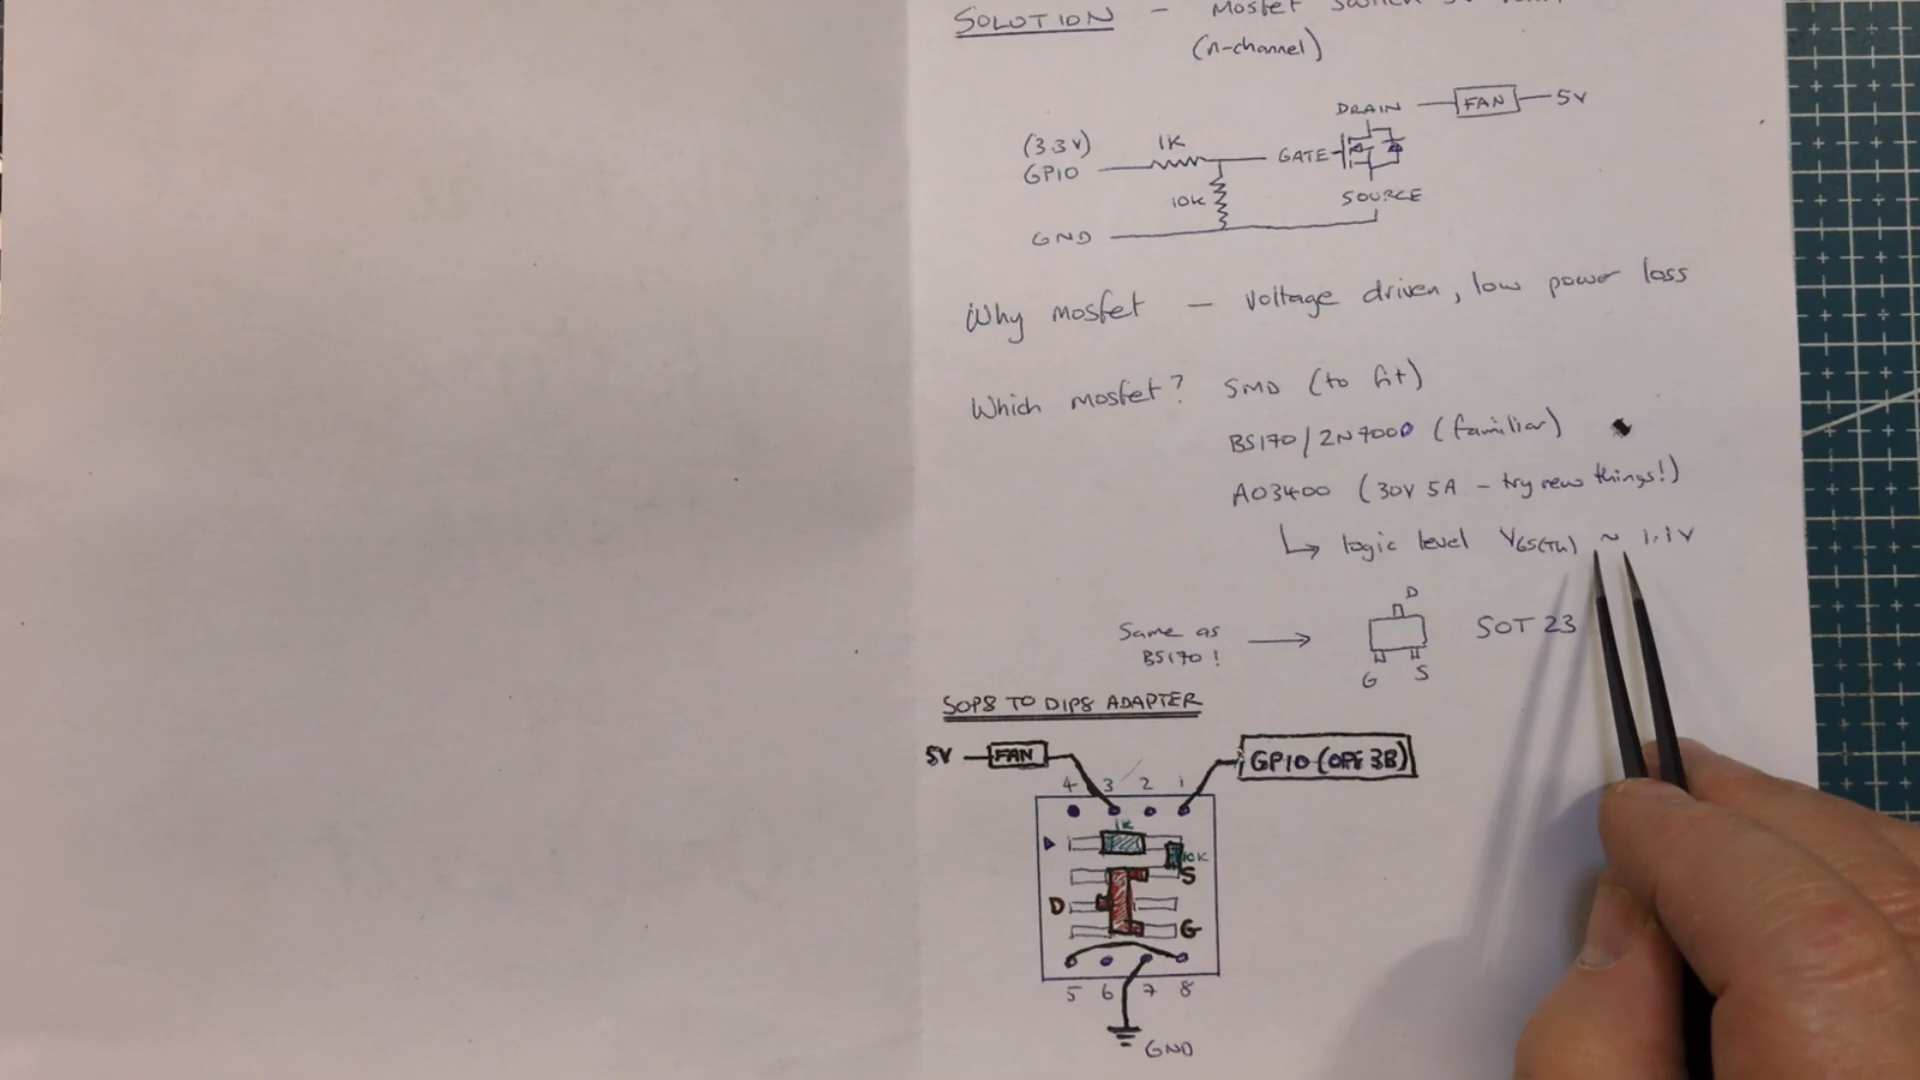 SOLUTION - Mosfet switch
(n-channel)
DRAIN FAN 5V
(3.3V) 1K
GPIO GATE
10K SOURCE
GND
Why mosfet - voltage driven, low power loss
Which mosfet? SMD (to fit)
BS170/2N7000 (familiar)
AO3400 (30V 5A - try new things!)
logic level VGS(Th) ~ 1.1V
D
Same as SOT 23
BS170!
G S
SOP8 TO DIP8 ADAPTER
5V FAN GPIO (OPI 3B)
4 3 2 1
1K
10K
S
D
G
5 6 7 8
GND